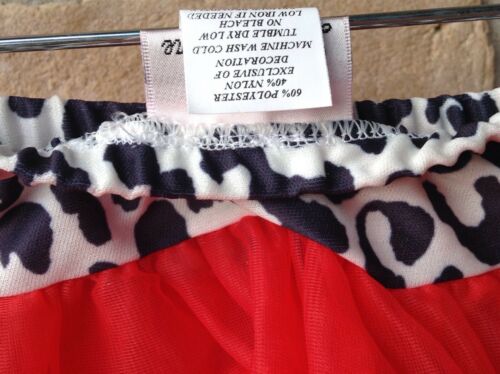 60% POLYESTER
40% NYLON
EXCLUSIVE OF
DECORATION
MACHINE WASH COLD
TUMBLE DRY LOW
NO BLEACH
LOW IRON IF NEEDED